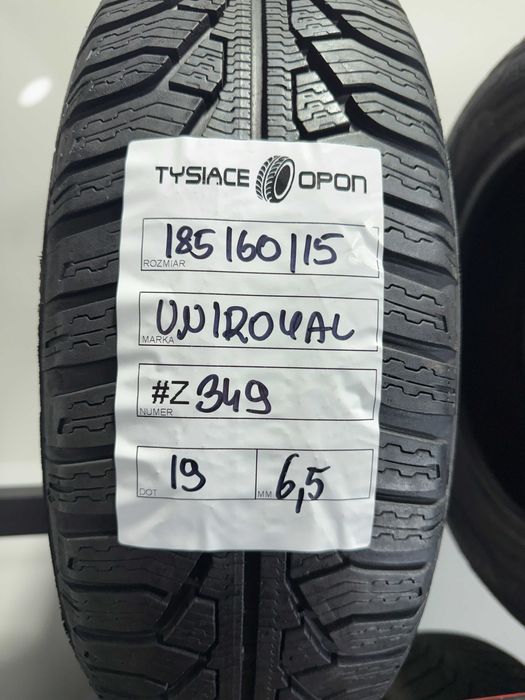 TYSIACE OPON
185/60/15
ROZMIAR
UNIROYAL
MARKA
#Z 349
NUMER
19 6,5
DOT MM